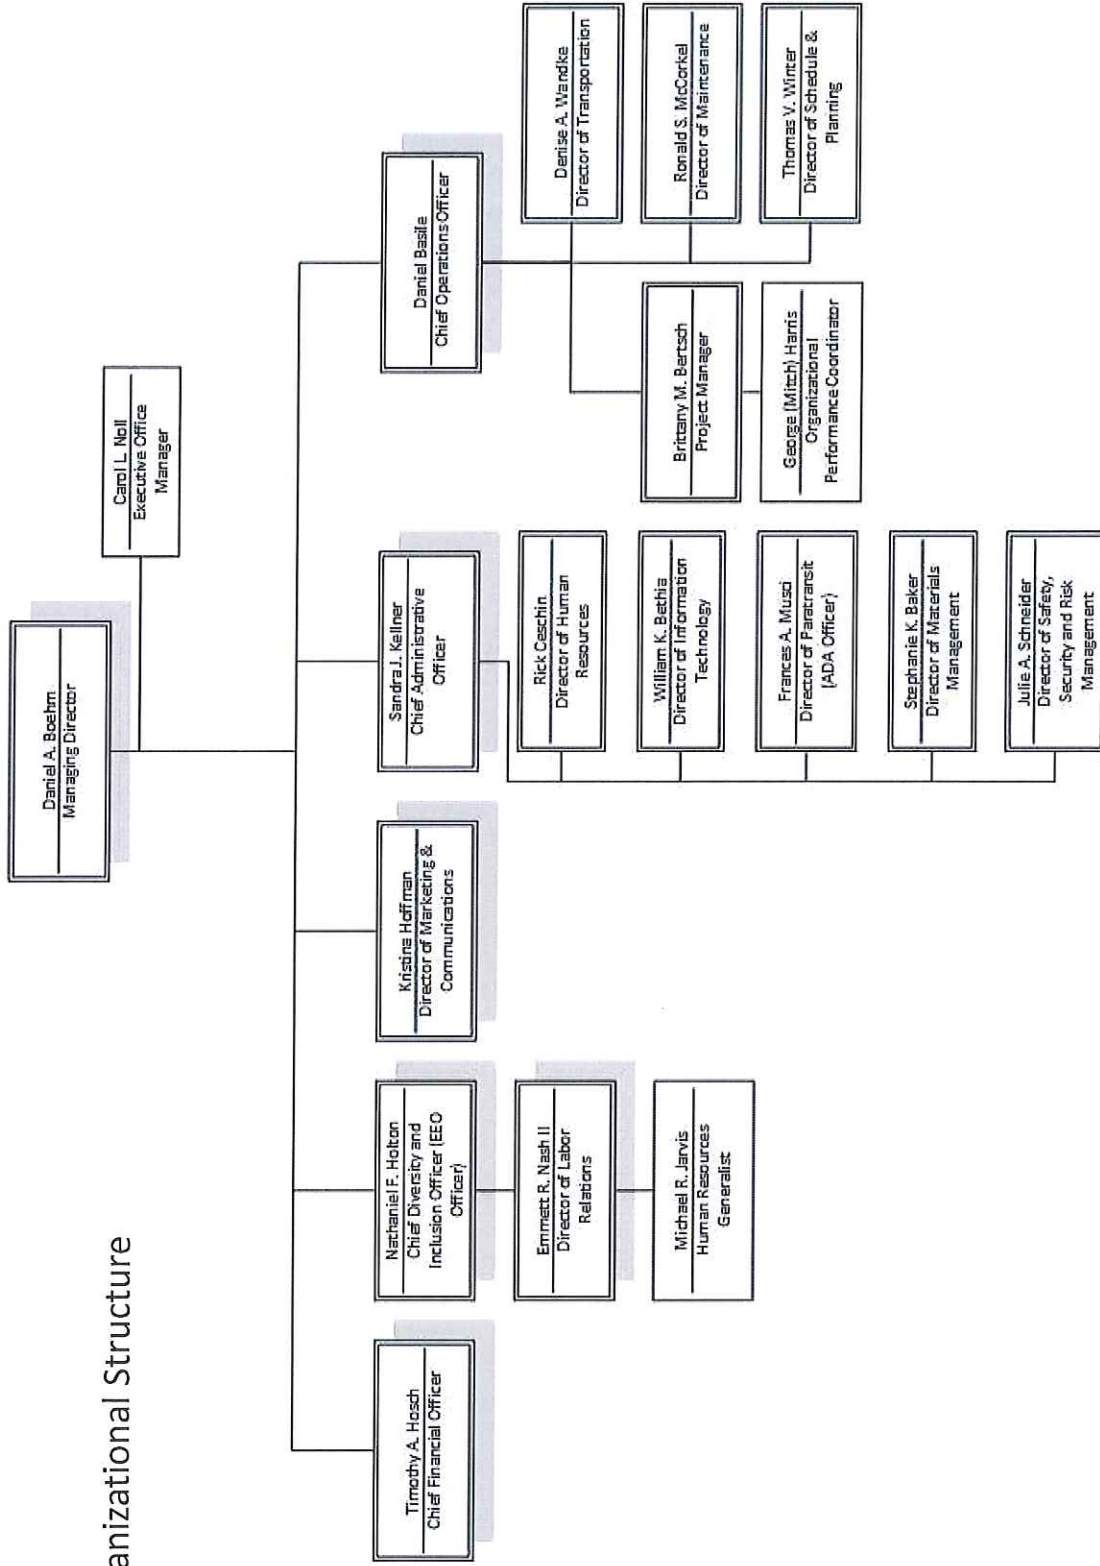 anizational Structure
Daniel A. Boehm
Managing Director
Carol L. Noll
Executive Office
Manager
Timothy A. Hosch
Chief Financial Officer
Nathaniel F. Holton
Chief Diversity and
Inclusion Officer (EEO
Officer)
Kristina Hoffman
Director of Marketing &
Communications
Sandra J. Kellner
Chief Administrative
Officer
Daniel Basile
Chief Operations Officer
Emmett R. Nash II
Director of Labor
Relations
Michael R. Jarvis
Human Resources
Generalist
Rick Ceschin
Director of Human
Resources
William K. Bethia
Director of Information
Technology
Frances A. Musci
Director of Paratransit
(ADA Officer)
Stephanie K. Baker
Director of Materials
Management
Julie A. Schneider
Director of Safety,
Security and Risk
Management
Brittany M. Bertsch
Project Manager
George (Mitch) Harris
Organizational
Performance Coordinator
Denise A. Wandke
Director of Transportation
Ronald S. McCorkel
Director of Maintenance
Thomas V. Winter
Director of Schedule &
Planning